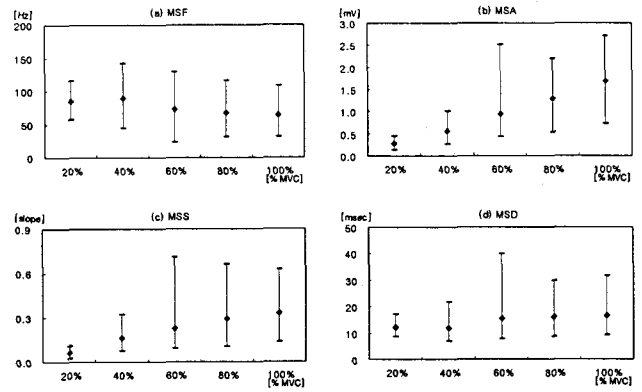 [Hz] (a) MSF
200
150
100
50
0
20% 40% 60% 80% 100%
[% MVC]
[mV] (b) MSA
3.0
2.5
2.0
1.5
1.0
0.5
0.0
20% 40% 60% 80% 100%
[% MVC]
[slope] (c) MSS
0.9
0.6
0.3
0.0
20% 40% 60% 80% 100%
[% MVC]
[msec] (d) MSD
50
40
30
20
10
0
20% 40% 60% 80% 100%
[% MVC]